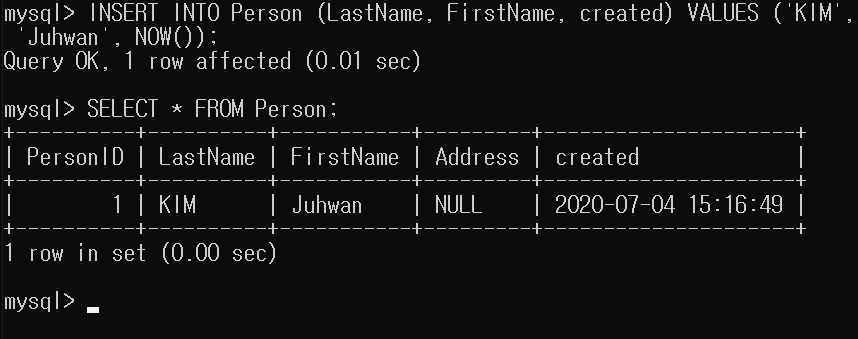 mysql> INSERT INTO Person (LastName, FirstName, created) VALUES ('KIM',
 'Juhwan', NOW());
Query OK, 1 row affected (0.01 sec)
mysql> SELECT * FROM Person;
+----------+----------+-----------+---------+---------------------+
| PersonID | LastName | FirstName | Address | created             |
+----------+----------+-----------+---------+---------------------+
|        1 | KIM      | Juhwan    | NULL    | 2020-07-04 15:16:49 |
+----------+----------+-----------+---------+---------------------+
1 row in set (0.00 sec)
mysql>